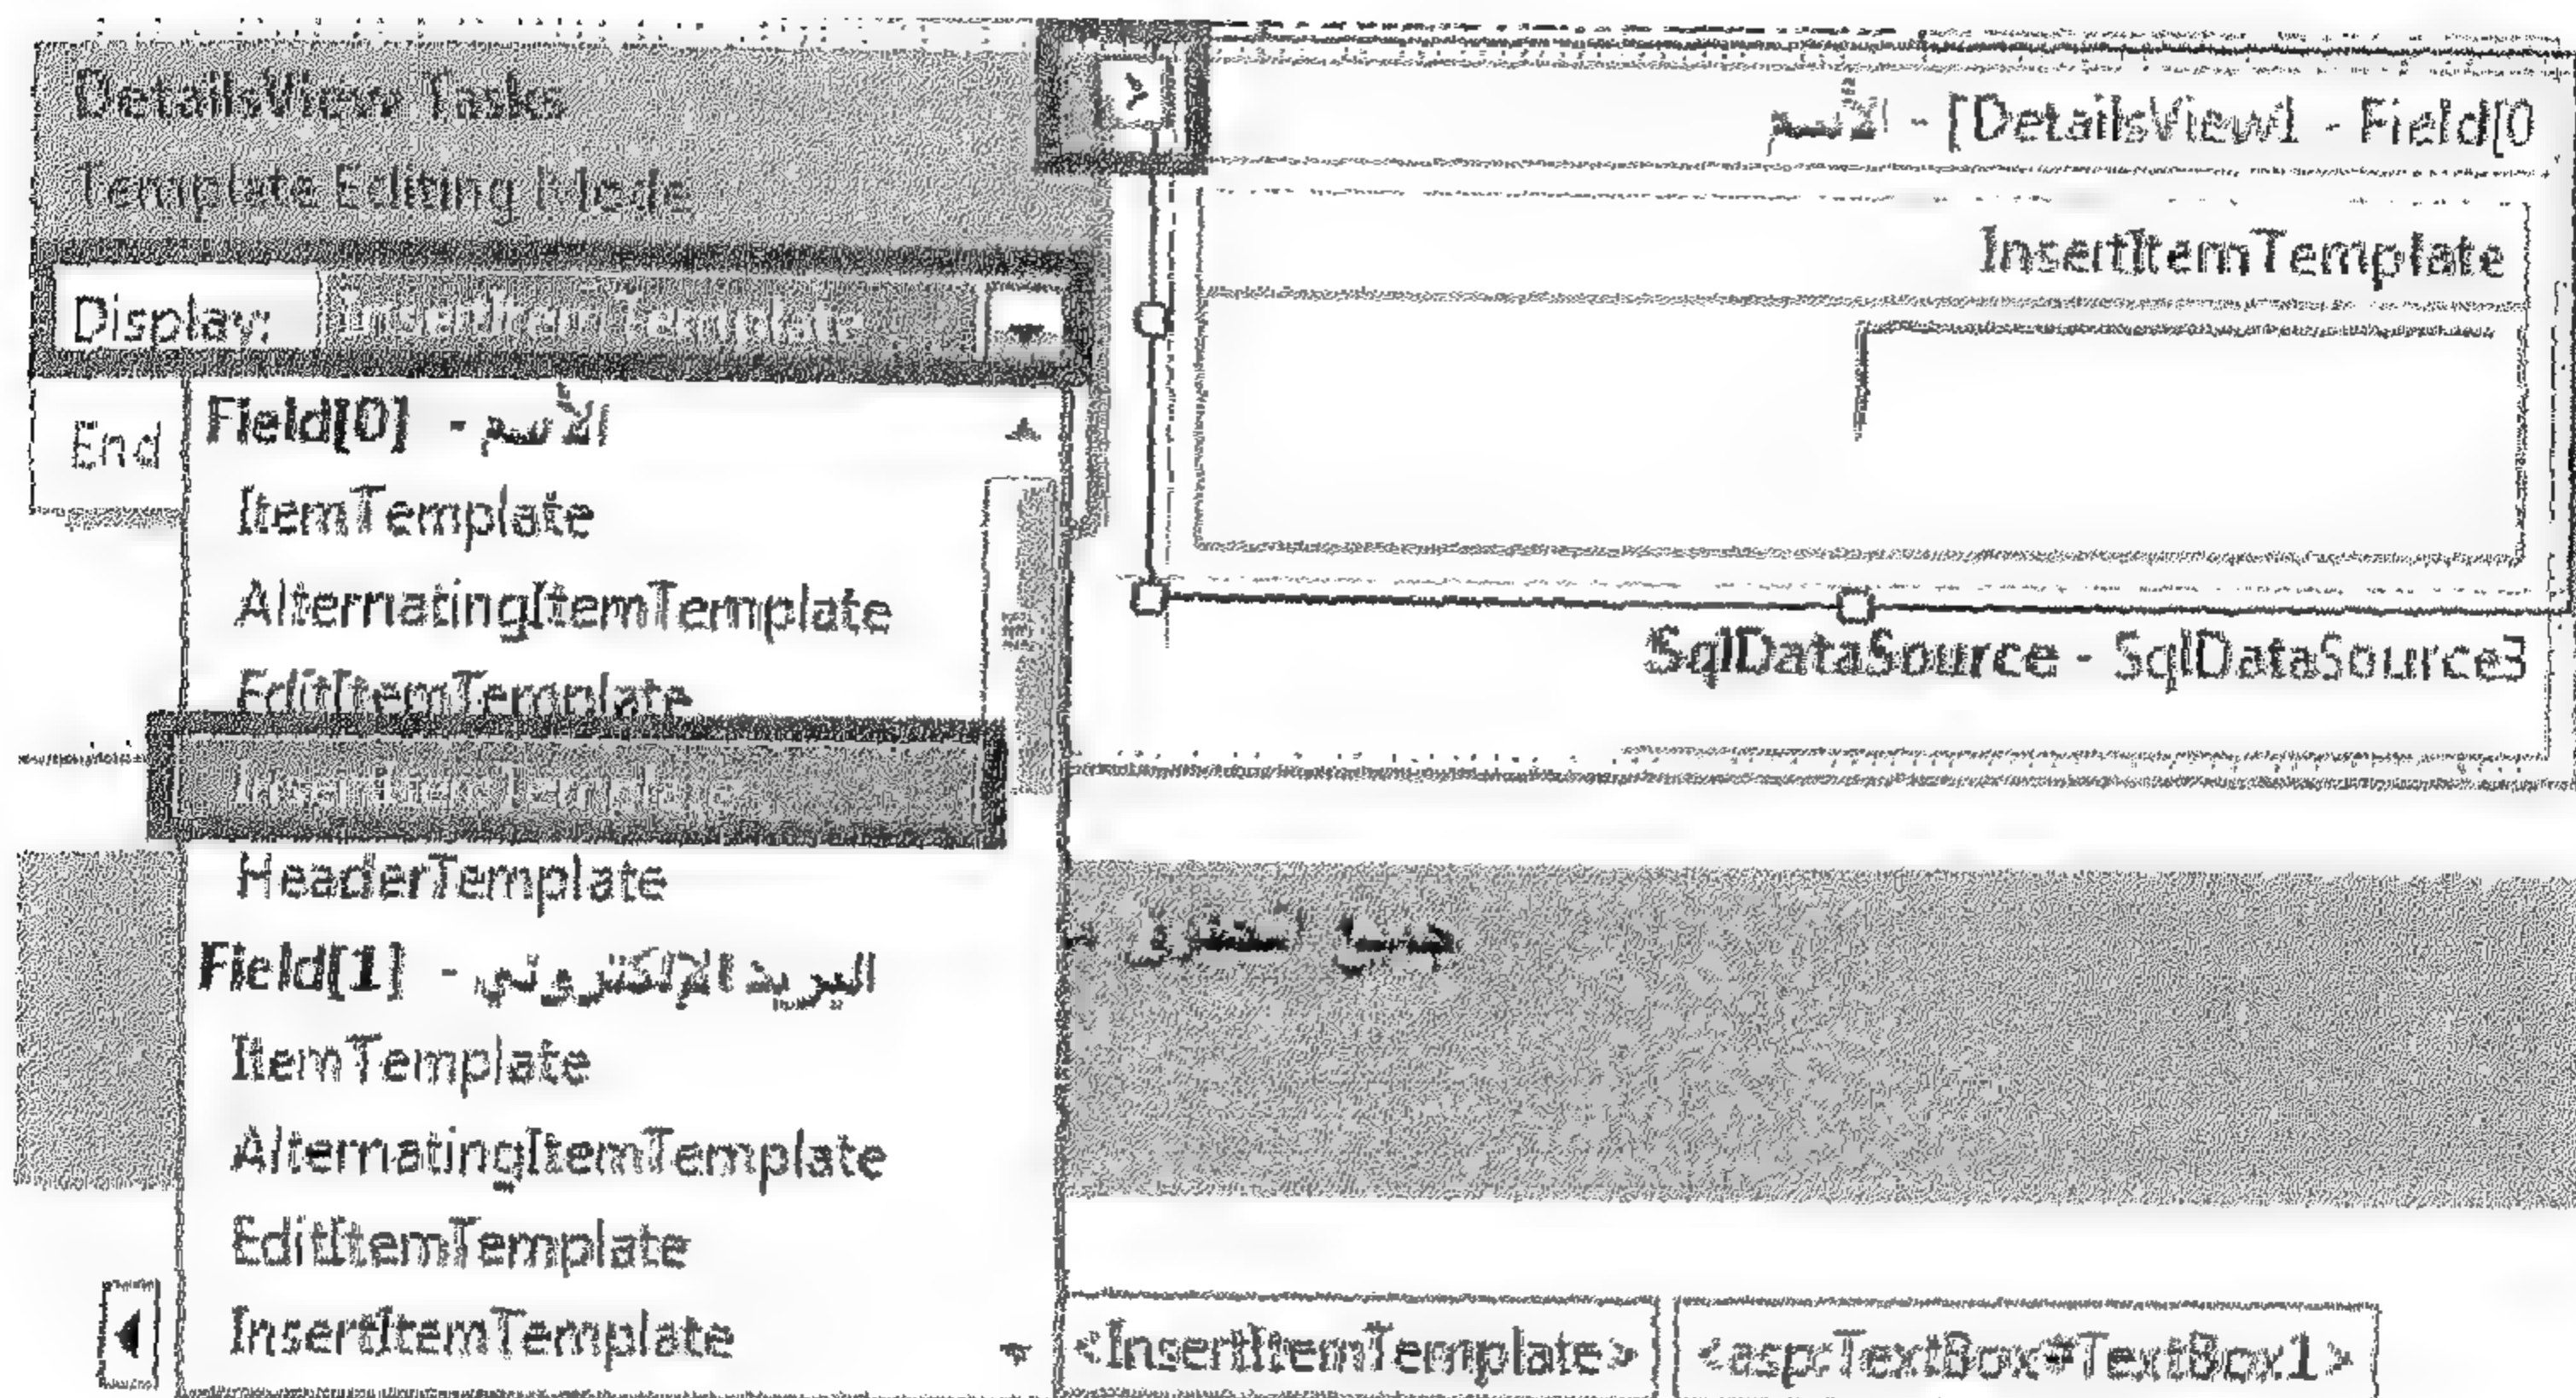 DetailsView Tasks
Template Editing Mode
Display: InsertItemTemplate
End
Field[0] - الاسم
ItemTemplate
AlternatingItemTemplate
EditItemTemplate
InsertItemTemplate
HeaderTemplate
Field[1] - البريد الإلكتروني
ItemTemplate
AlternatingItemTemplate
EditItemTemplate
InsertItemTemplate
الاسم - [DetailsView1 - Field[0
InsertItemTemplate
SqlDataSource - SqlDataSource3
<InsertItemTemplate> <asp:TextBox#TextBox1>